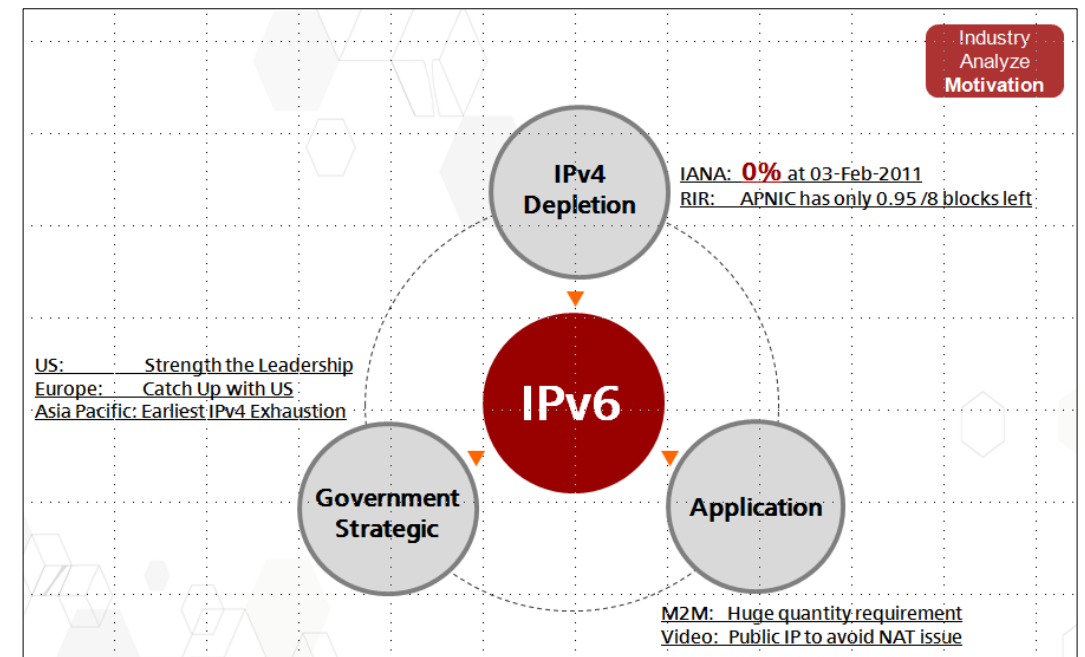 Industry
Analyze
Motivation
IPv4
Depletion
IANA: 0% at 03-Feb-2011
RIR: APNIC has only 0.95 /8 blocks left
US: Strength the Leadership
Europe: Catch Up with US
Asia Pacific: Earliest IPv4 Exhaustion
IPv6
Government
Strategic
Application
M2M: Huge quantity requirement
Video: Public IP to avoid NAT issue